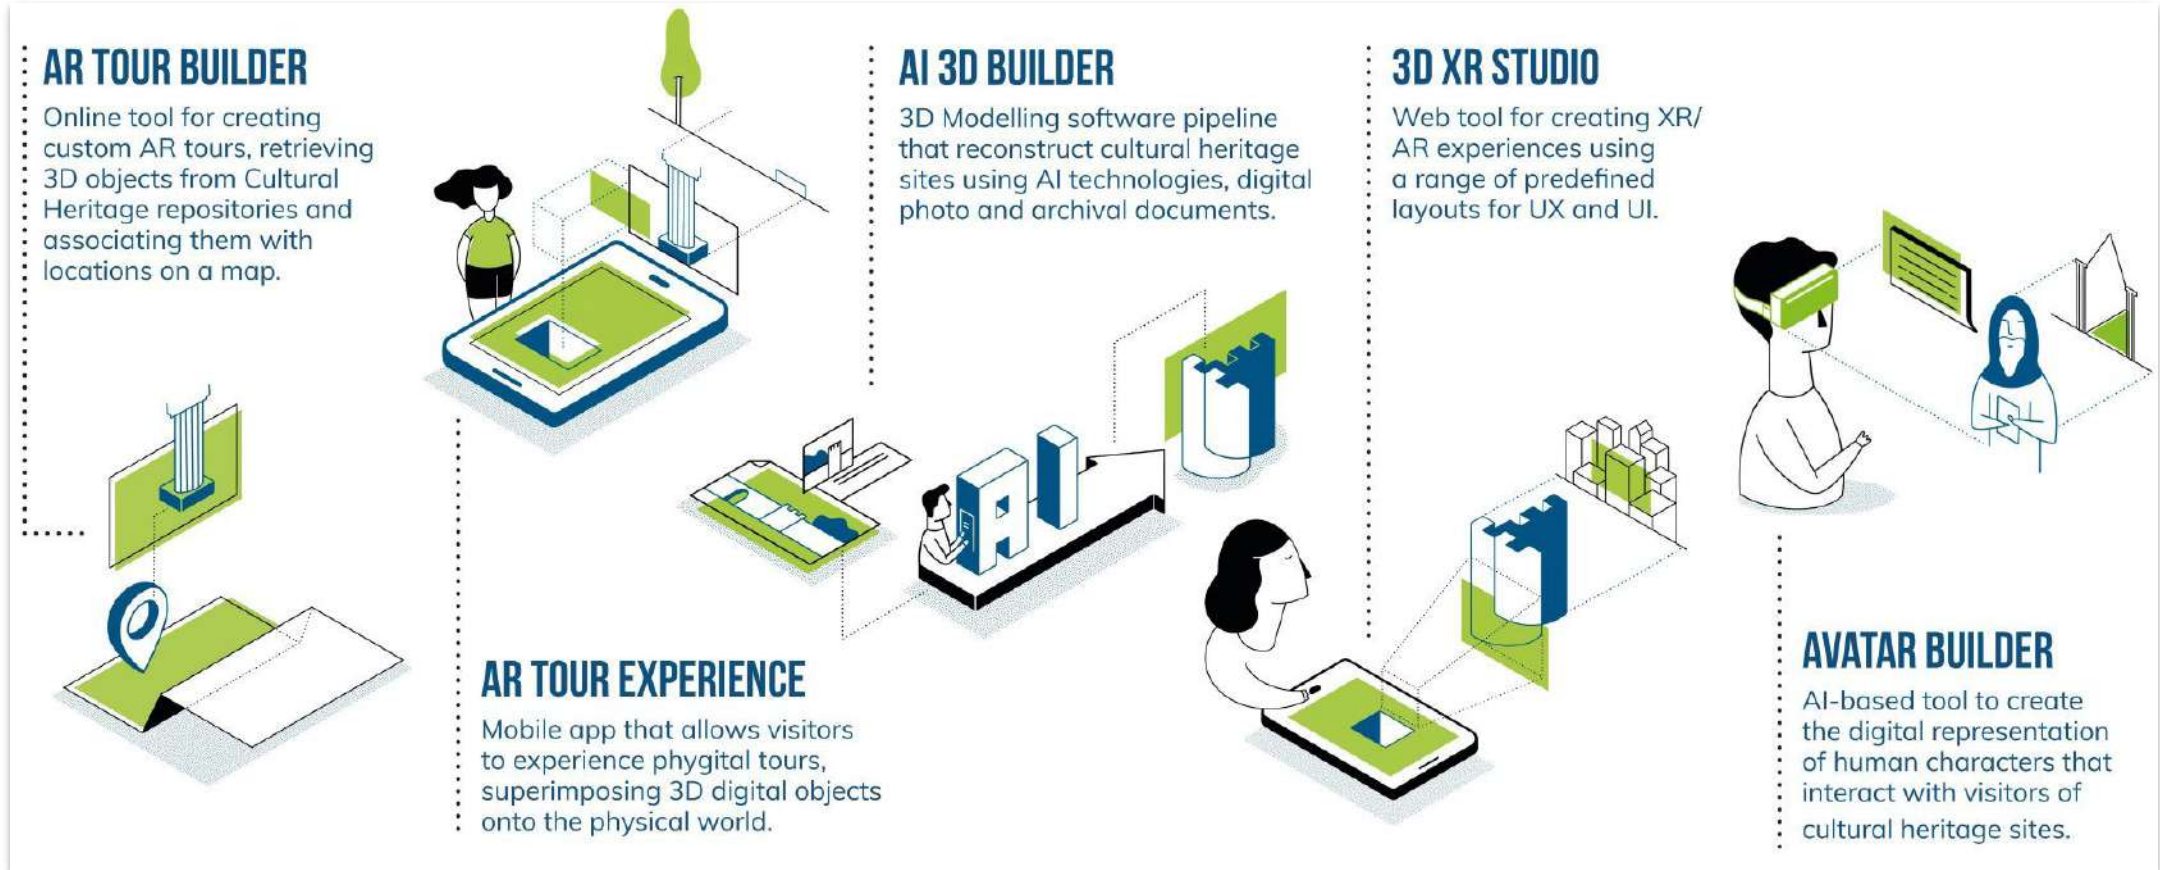 AR TOUR BUILDER
Online tool for creating
custom AR tours, retrieving
3D objects from Cultural
Heritage repositories and
associating them with
locations on a map.
AR TOUR EXPERIENCE
Mobile app that allows visitors
to experience phygital tours,
superimposing 3D digital objects
onto the physical world.
AI 3D BUILDER
3D Modelling software pipeline
that reconstruct cultural heritage
sites using AI technologies, digital
photo and archival documents.
AI
3D XR STUDIO
Web tool for creating XR/
AR experiences using
a range of predefined
layouts for UX and UI.
AVATAR BUILDER
AI-based tool to create
the digital representation
of human characters that
interact with visitors of
cultural heritage sites.